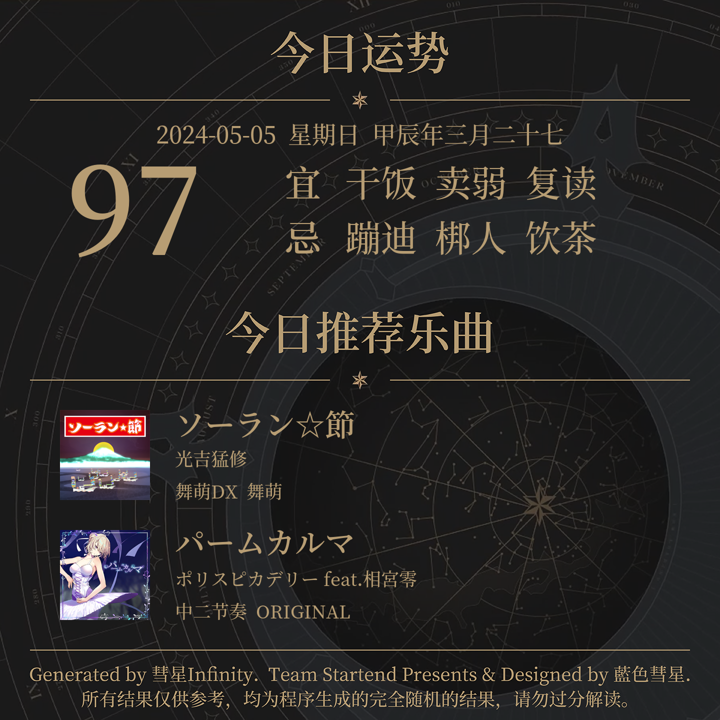 今日运势
2024-05-05 星期日 甲辰年三月二十七
97
宜 干饭 卖弱 复读
忌 蹦迪 梆人 饮茶
今日推荐乐曲
ソーラン★節
ソーラン☆節
光吉猛修
舞萌DX 舞萌
パームカルマ
ポリスピカデリー feat.相宮零
中二节奏 ORIGINAL
Generated by 彗星Infinity. Team Startend Presents & Designed by 藍色彗星.
所有结果仅供参考，均为程序生成的完全随机的结果，请勿过分解读。
SEPTEMBER